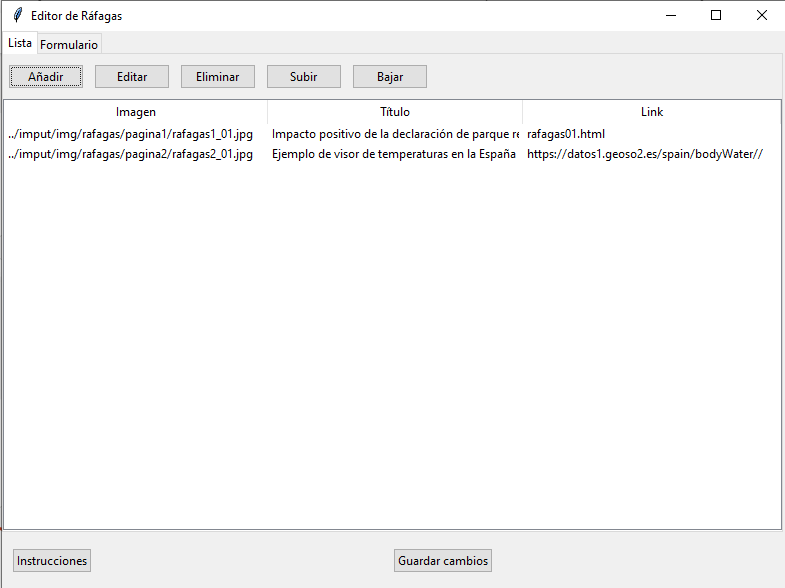 Editor de Ráfagas
Lista Formulario
Añadir Editar Eliminar Subir Bajar
Imagen Título Link
../imput/img/rafagas/pagina1/rafagas1_01.jpg Impacto positivo de la declaración de parque re rafagas01.html
../imput/img/rafagas/pagina2/rafagas2_01.jpg Ejemplo de visor de temperaturas en la España https://datos1.geoso2.es/spain/bodyWater//
Instrucciones Guardar cambios